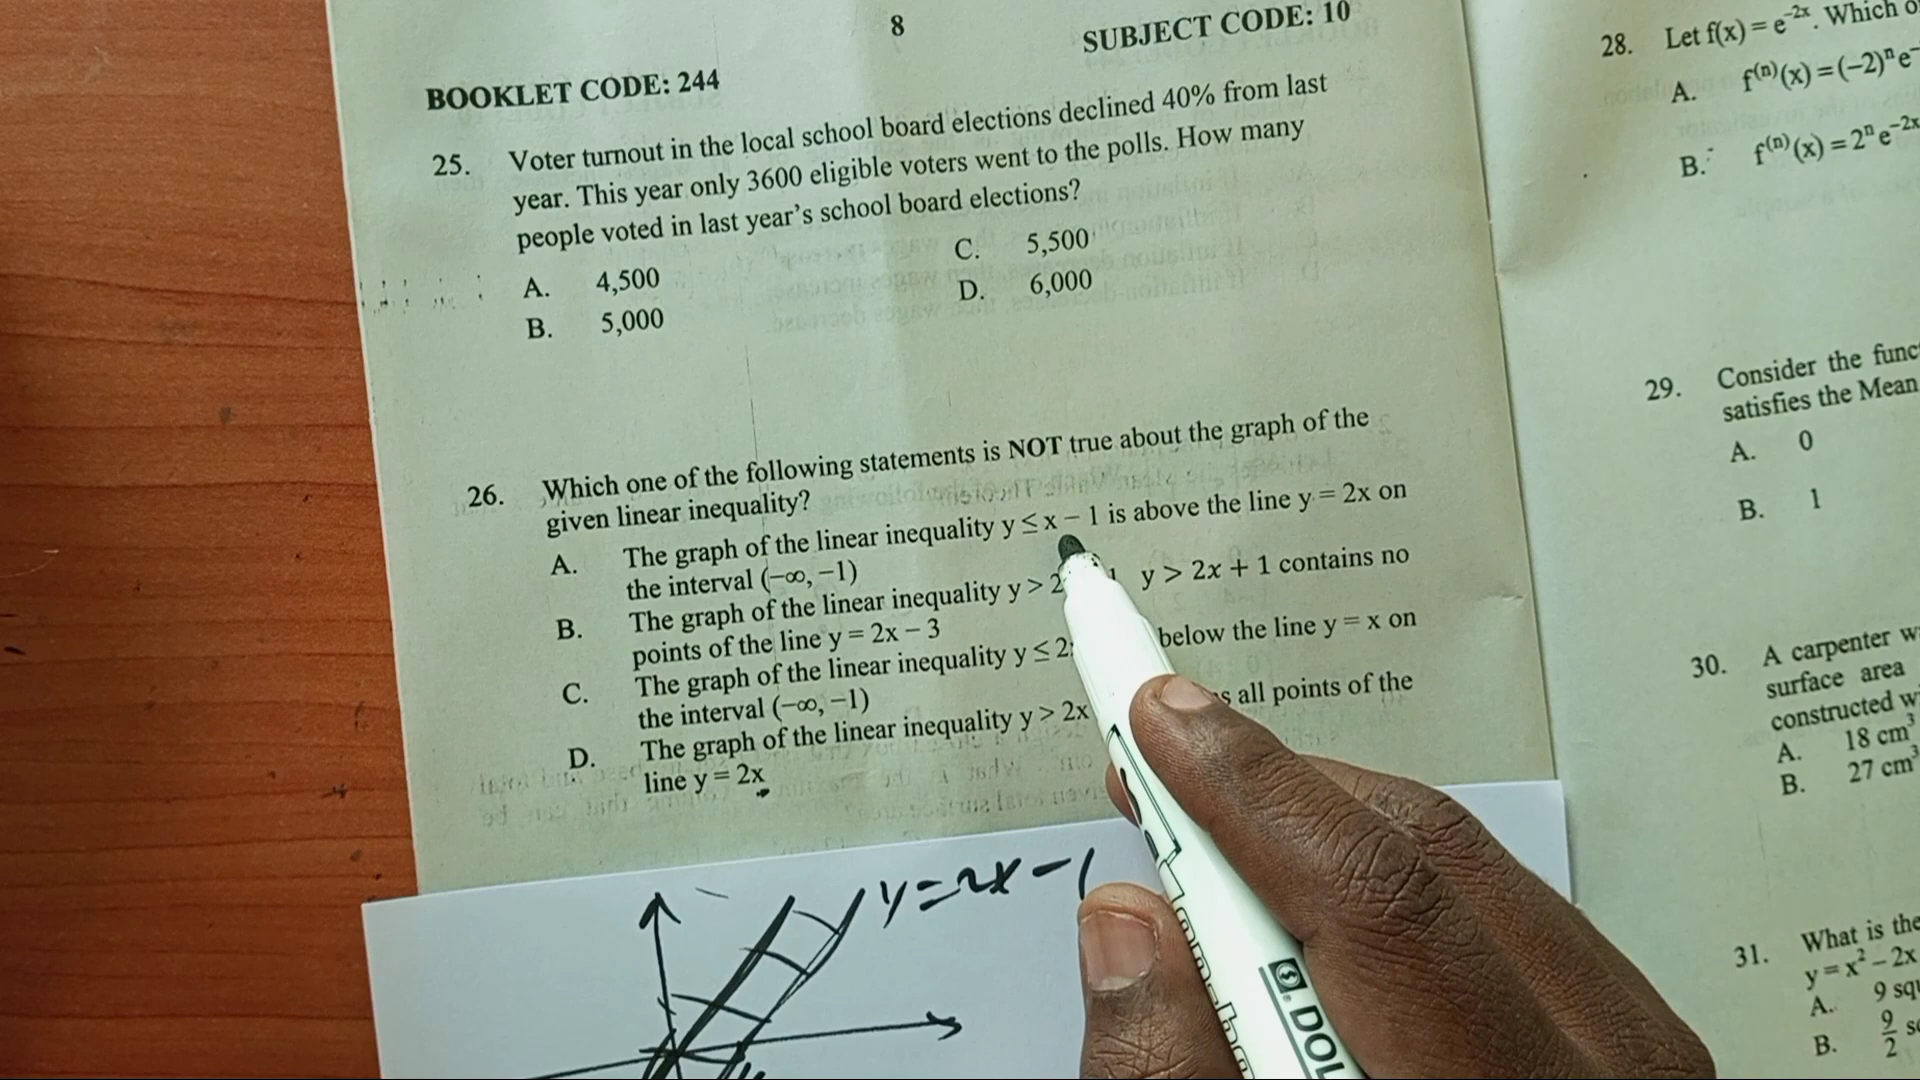 8
SUBJECT CODE: 10
BOOKLET CODE: 244
25. Voter turnout in the local school board elections declined 40% from last
year. This year only 3600 eligible voters went to the polls. How many
people voted in last year's school board elections?
A. 4,500
B. 5,000
C. 5,500
D. 6,000
26. Which one of the following statements is NOT true about the graph of the
given linear inequality?
A. The graph of the linear inequality y ≤ x − 1 is above the line y = 2x on
the interval (−∞, −1)
B. The graph of the linear inequality y > 2 y > 2x + 1 contains no
points of the line y = 2x − 3
C. The graph of the linear inequality y ≤ 2 below the line y = x on
the interval (−∞, −1)
D. The graph of the linear inequality y > 2x all points of the
line y = 2x
y=2x-1
28. Let f(x) = e⁻²ˣ. Which
A. f⁽ⁿ⁾(x) = (−2)ⁿe
B. f⁽ⁿ⁾(x) = 2ⁿe⁻²ˣ
29. Consider the
satisfies the Mean
A. 0
B. 1
30. A carpenter
surface area
constructed
A. 18 cm³
B. 27 cm³
31. What is the
y = x² − 2x
A. 9
B. 9/2
DOL